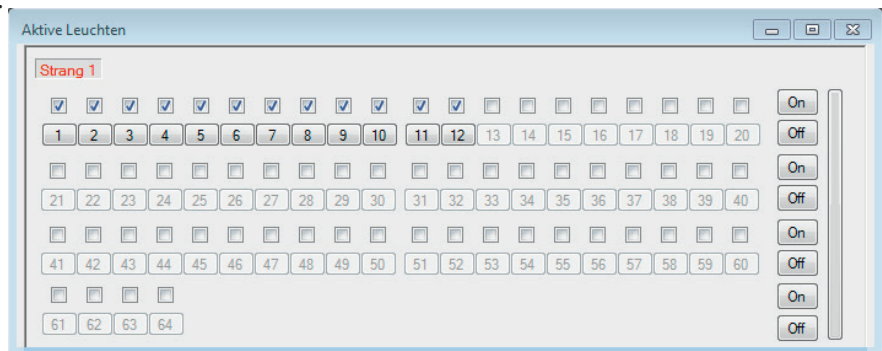 Aktive Leuchten
Strang 1
On
1 2 3 4 5 6 7 8 9 10 11 12 13 14 15 16 17 18 19 20 Off
On
21 22 23 24 25 26 27 28 29 30 31 32 33 34 35 36 37 38 39 40 Off
On
41 42 43 44 45 46 47 48 49 50 51 52 53 54 55 56 57 58 59 60 Off
On
61 62 63 64 Off